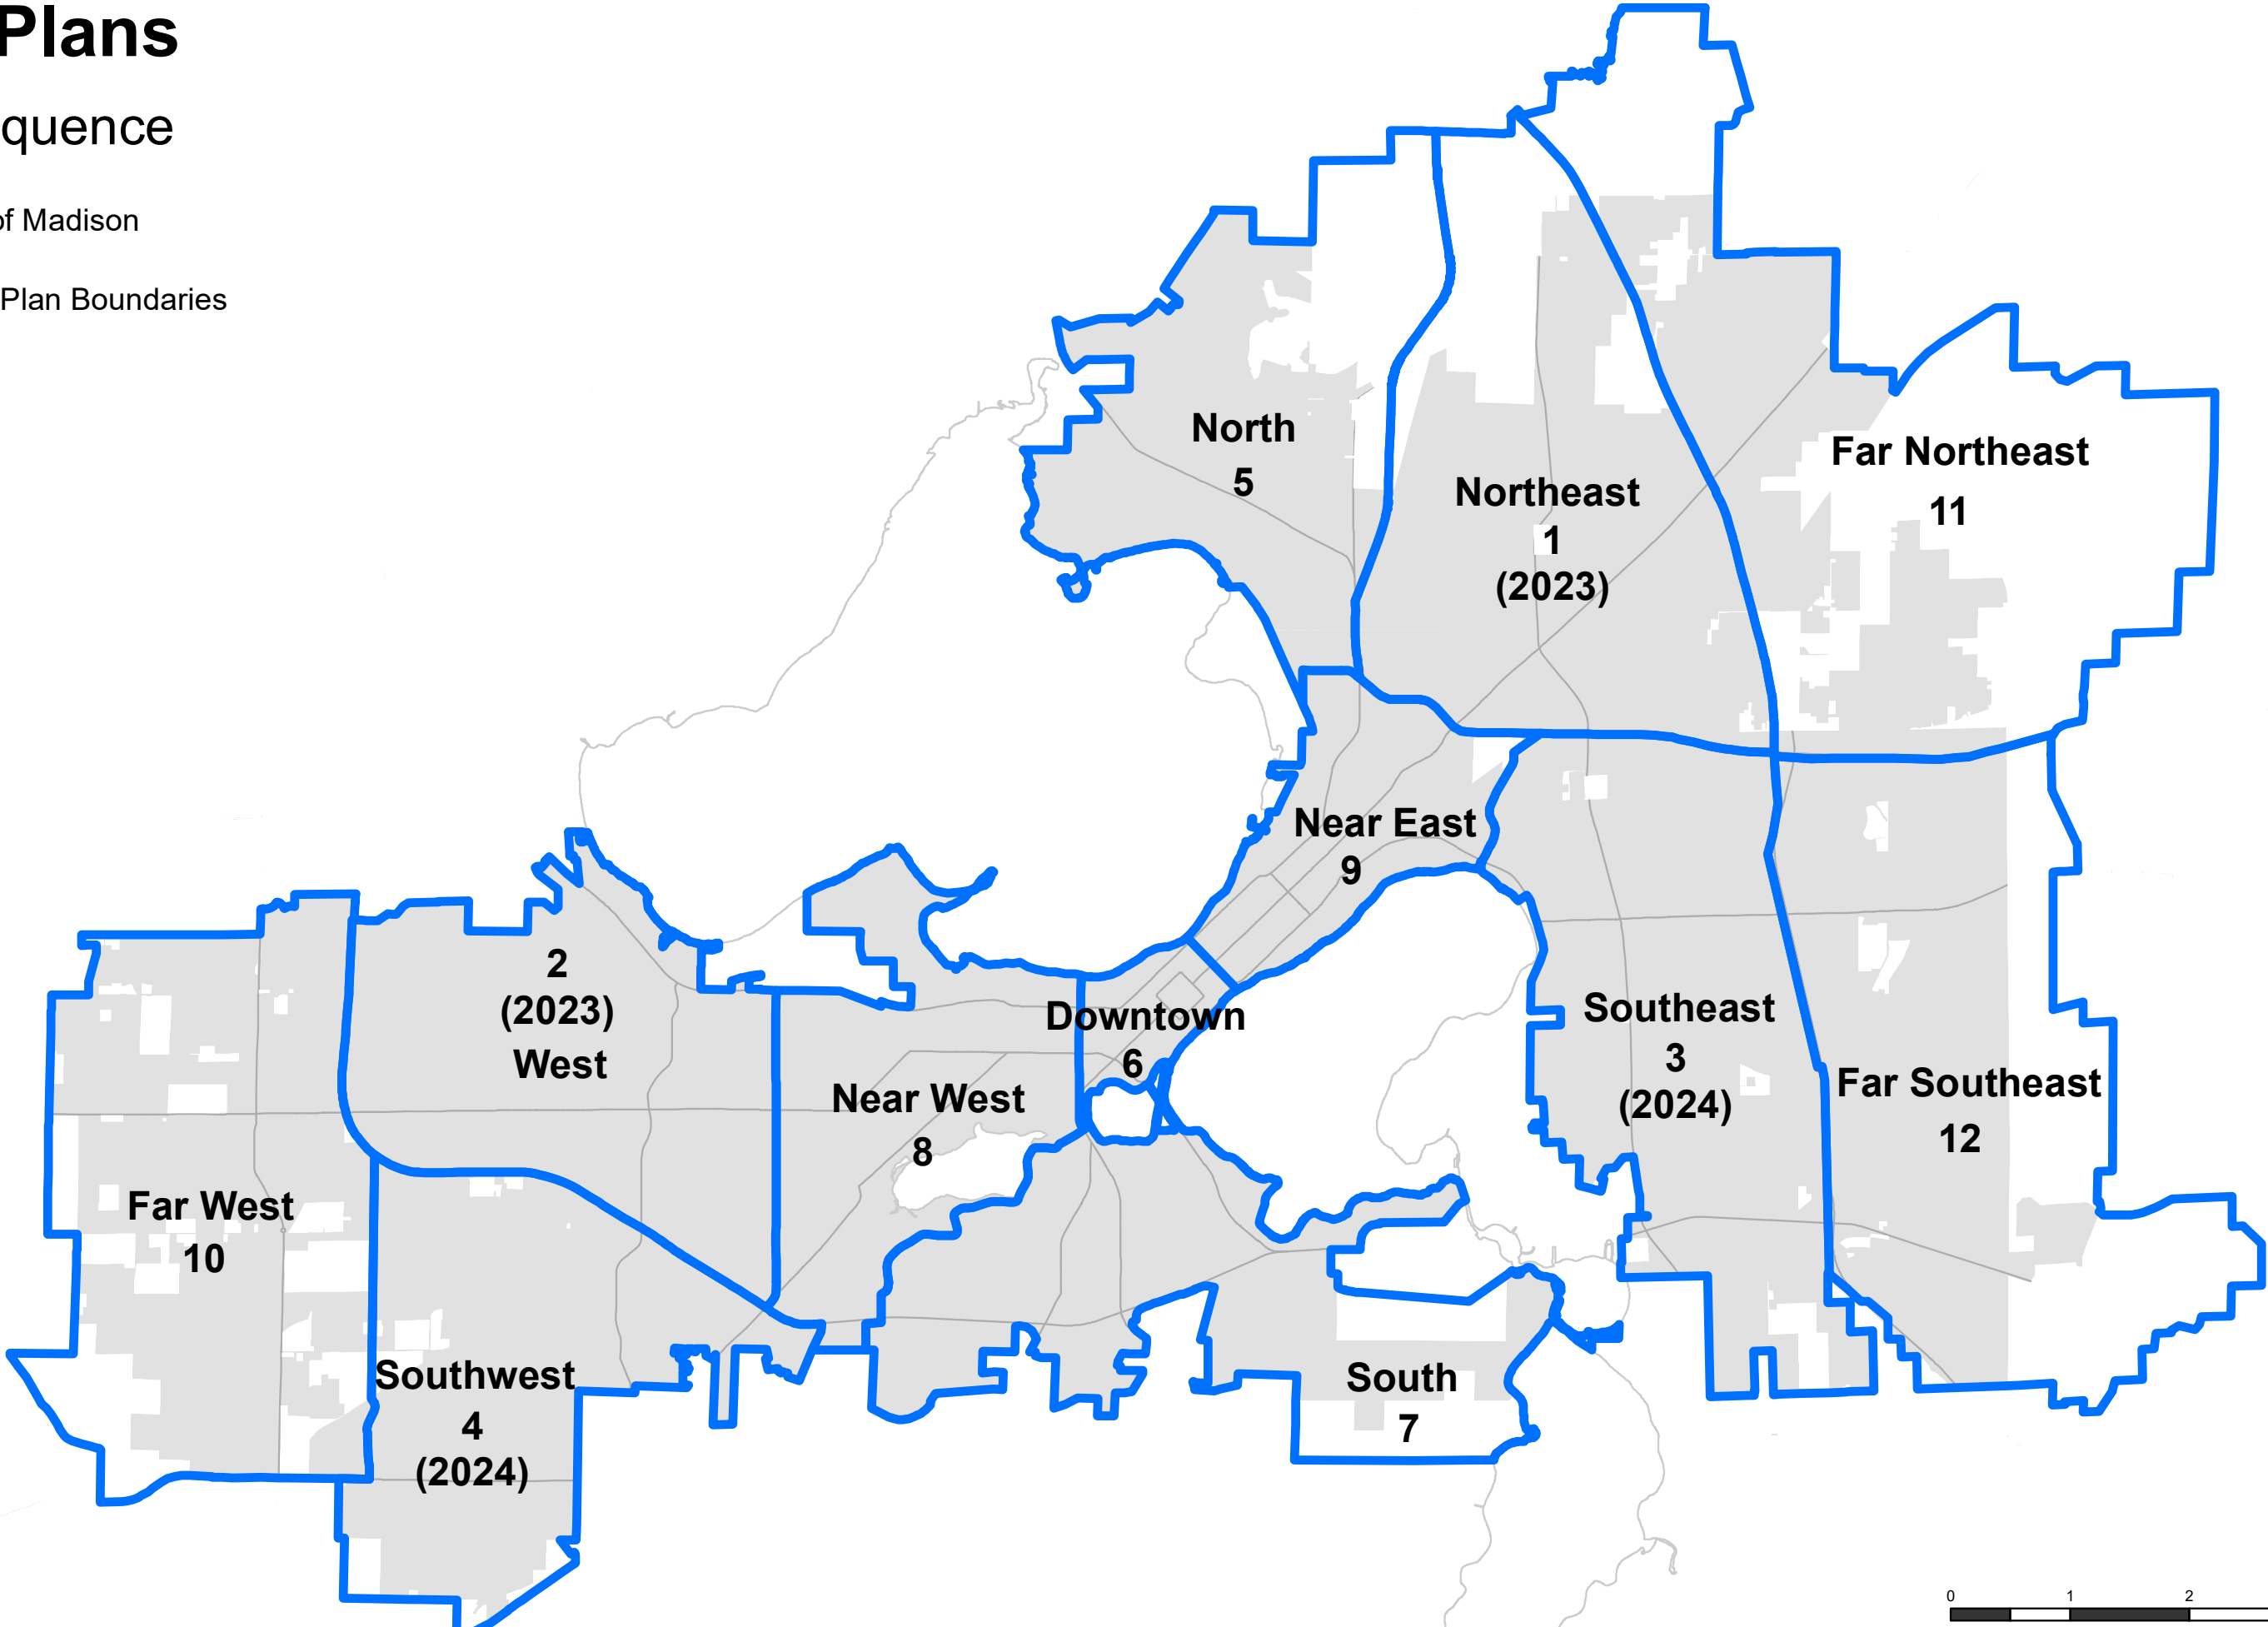 Plans
quence
of Madison
Plan Boundaries
North
5
Northeast
1
(2023)
Far Northeast
11
Near East
9
2
(2023)
West
Downtown
6
Near West
8
Southeast
3
(2024)
Far Southeast
12
Far West
10
Southwest
4
(2024)
South
7
0 1 2